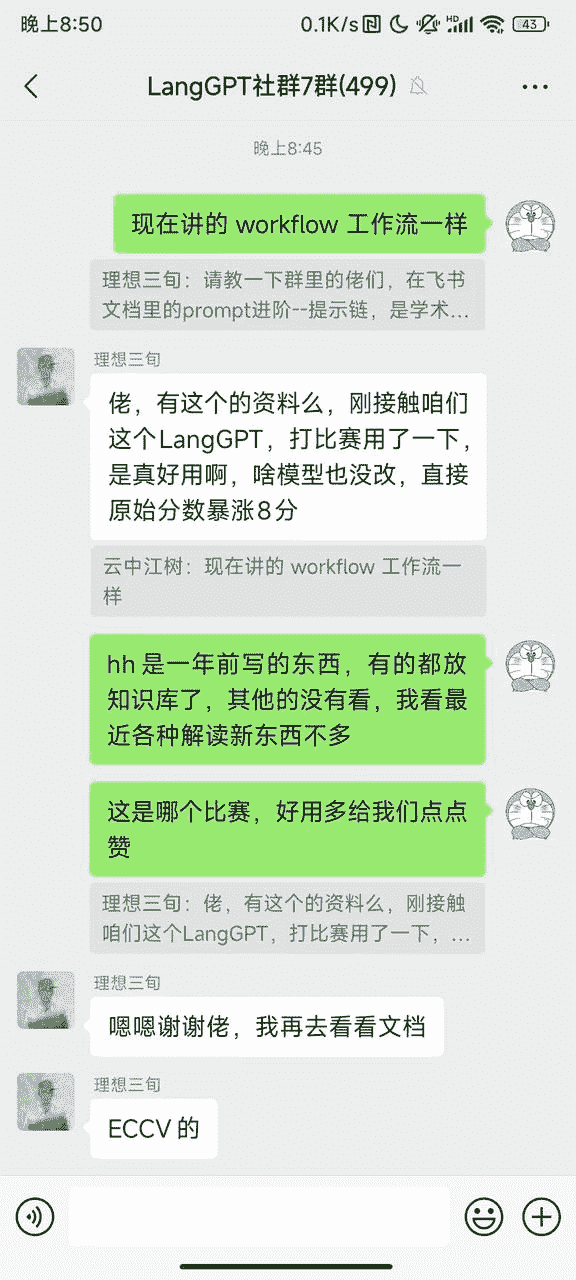 晚上8:50
0.1K/s
HD
43
LangGPT社群7群(499)
晚上8:45
现在讲的 workflow 工作流一样
理想三旬：请教一下群里的佬们，在飞书
文档里的prompt进阶--提示链，是学术...
理想三旬
佬，有这个的资料么，刚接触咱们
这个LangGPT，打比赛用了一下，
是真好用啊，啥模型也没改，直接
原始分数暴涨8分
云中江树：现在讲的 workflow 工作流一
样
hh 是一年前写的东西，有的都放
知识库了，其他的没有看，我看最
近各种解读新东西不多
这是哪个比赛，好用多给我们点点
赞
理想三旬：佬，有这个的资料么，刚接触
咱们这个LangGPT，打比赛用了一下，...
理想三旬
嗯嗯谢谢佬，我再去看看文档
理想三旬
ECCV 的